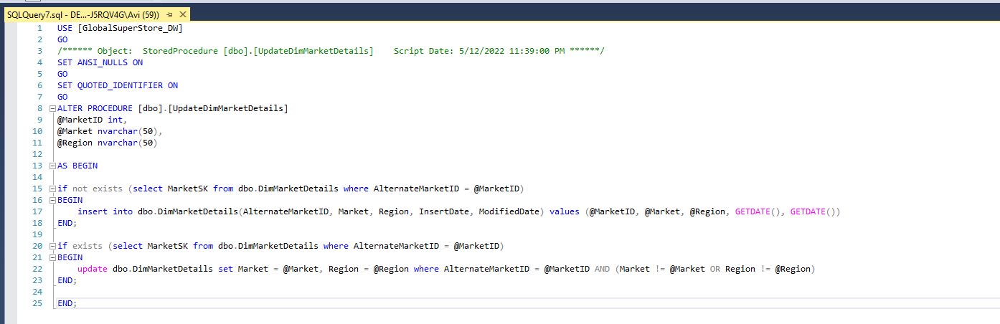 SQLQuery7.sql - DE...-J5RQV4G\Avi (59))
1 USE [GlobalSuperStore_DW]
2 GO
3 /****** Object:  StoredProcedure [dbo].[UpdateDimMarketDetails]    Script Date: 5/12/2022 11:39:00 PM ******/
4 SET ANSI_NULLS ON
5 GO
6 SET QUOTED_IDENTIFIER ON
7 GO
8 ALTER PROCEDURE [dbo].[UpdateDimMarketDetails]
9 @MarketID int,
10 @Market nvarchar(50),
11 @Region nvarchar(50)
12
13 AS BEGIN
14
15 if not exists (select MarketSK from dbo.DimMarketDetails where AlternateMarketID = @MarketID)
16 BEGIN
17     insert into dbo.DimMarketDetails(AlternateMarketID, Market, Region, InsertDate, ModifiedDate) values (@MarketID, @Market, @Region, GETDATE(), GETDATE())
18 END;
19
20 if exists (select MarketSK from dbo.DimMarketDetails where AlternateMarketID = @MarketID)
21 BEGIN
22     update dbo.DimMarketDetails set Market = @Market, Region = @Region where AlternateMarketID = @MarketID AND (Market != @Market OR Region != @Region)
23 END;
24
25 END;